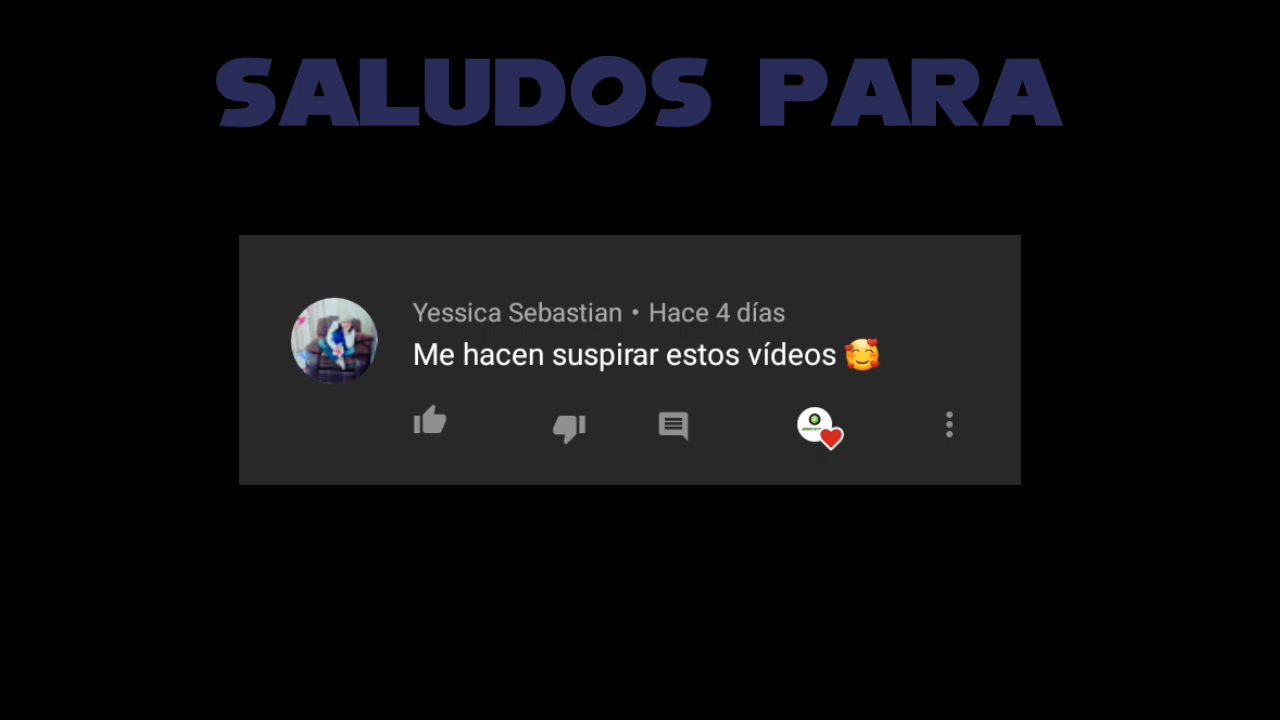 SALUDOS PARA
Yessica Sebastian • Hace 4 días
Me hacen suspirar estos vídeos 🥰